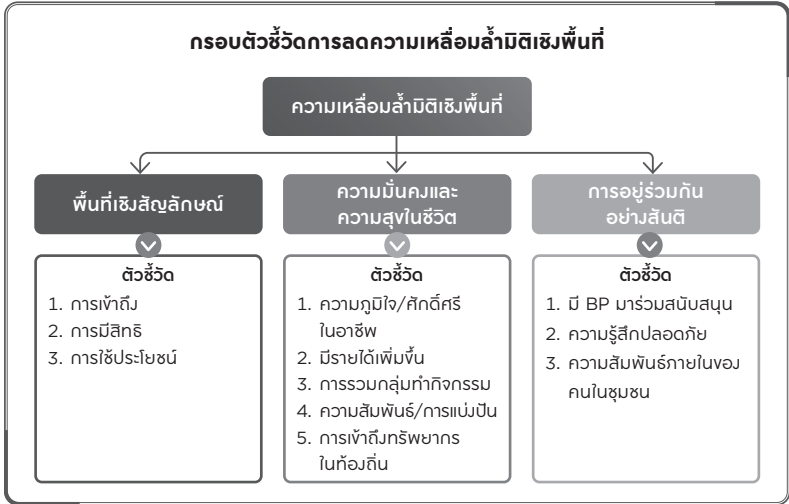 กรอบตัวชี้วัดการลดความเหลื่อมล้ำมิติเชิงพื้นที่
ความเหลื่อมล้ำมิติเชิงพื้นที่
พื้นที่เชิงสัญลักษณ์
ตัวชี้วัด
1. การเข้าถึง
2. การมีสิทธิ
3. การใช้ประโยชน์
ความมั่นคงและ
ความสุขในชีวิต
ตัวชี้วัด
1. ความภูมิใจ/ศักดิ์ศรี
ในอาชีพ
2. มีรายได้เพิ่มขึ้น
3. การรวมกลุ่มทำกิจกรรม
4. ความสัมพันธ์/การแบ่งปัน
5. การเข้าถึงทรัพยากร
ในท้องถิ่น
การอยู่ร่วมกัน
อย่างสันติ
ตัวชี้วัด
1. มี BP มาร่วมสนับสนุน
2. ความรู้สึกปลอดภัย
3. ความสัมพันธ์ภายในของ
คนในชุมชน